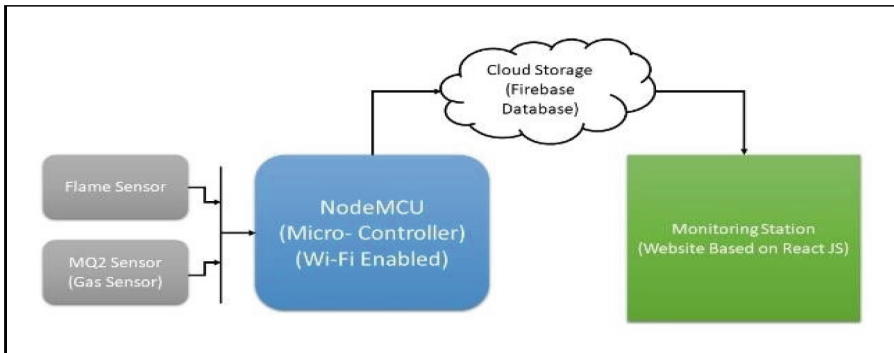 Cloud Storage
(Firebase
Database)
Flame Sensor
MQ2 Sensor
(Gas Sensor)
NodeMCU
(Micro- Controller)
(Wi-Fi Enabled)
Monitoring Station
(Website Based on React JS)